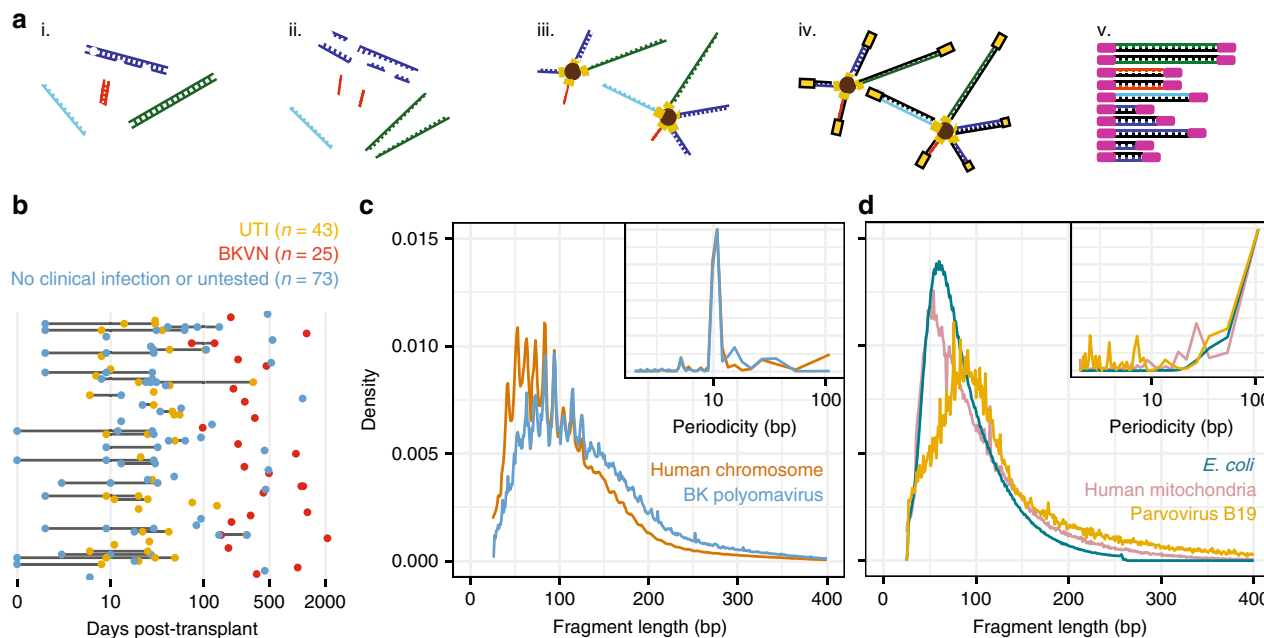 a
i.
ii.
iii.
iv.
v.
b
UTI (n = 43)
BKVN (n = 25)
No clinical infection or untested (n = 73)
0
10
100
500
2000
Days post-transplant
c
0.015
0.010
0.005
0.000
Density
10
100
Periodicity (bp)
Human chromosome
BK polyomavirus
0
100
200
300
400
Fragment length (bp)
d
10
100
Periodicity (bp)
E. coli
Human mitochondria
Parvovirus B19
0
100
200
300
400
Fragment length (bp)